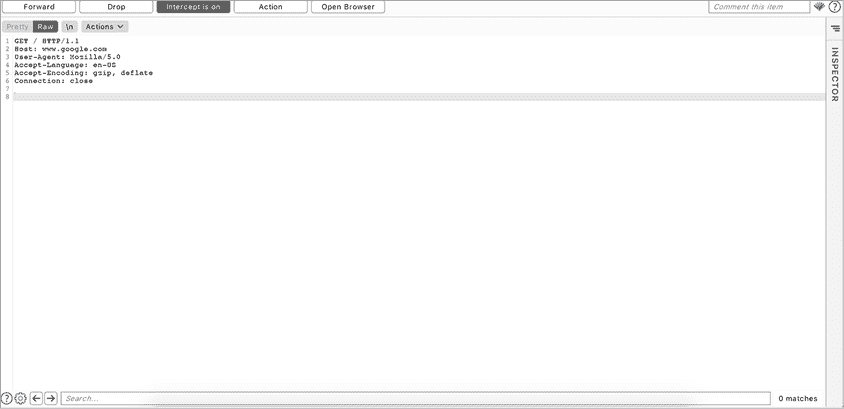 Forward Drop Intercept is on Action Open Browser Comment this item ?
Pretty Raw \n Actions
1 GET / HTTP/1.1
2 Host: www.google.com
3 User-Agent: Mozilla/5.0
4 Accept-Language: en-US
5 Accept-Encoding: gzip, deflate
6 Connection: close
7
8
INSPECTOR
? Search... 0 matches